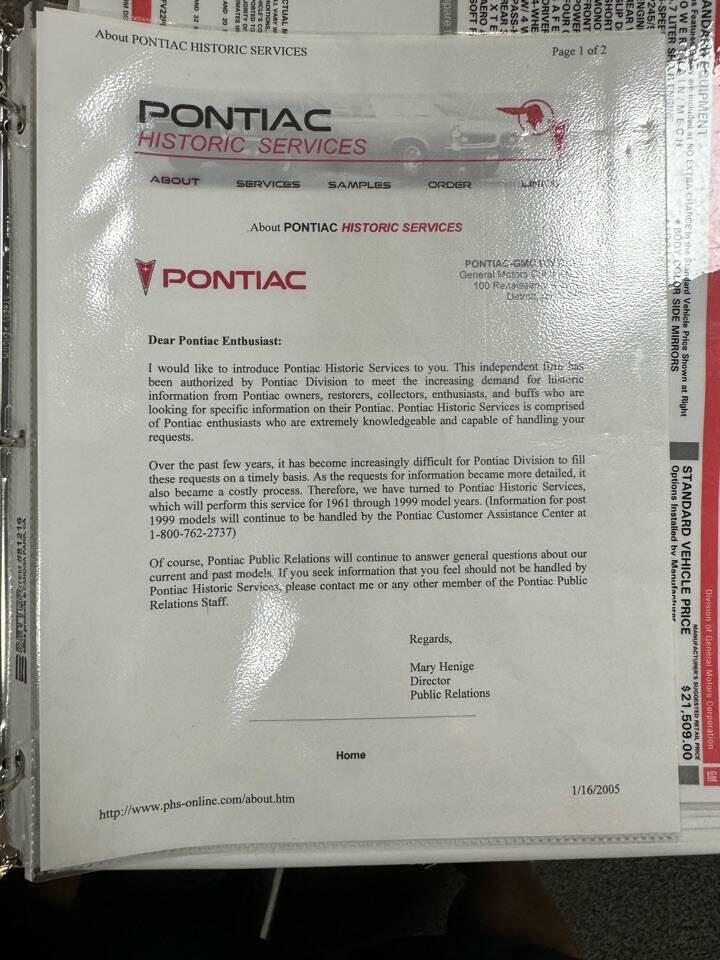 About PONTIAC HISTORIC SERVICES
Page 1 of 2
PONTIAC
HISTORIC SERVICES
ABOUT SERVICES SAMPLES ORDER LINKS
About PONTIAC HISTORIC SERVICES
PONTIAC
PONTIAC-GMC
General Motors
100
Dear Pontiac Enthusiast:
I would like to introduce Pontiac Historic Services to you. This independent firm has
been authorized by Pontiac Division to meet the increasing demand for historic
information from Pontiac owners, restorers, collectors, enthusiasts, and buffs who are
looking for specific information on their Pontiac. Pontiac Historic Services is comprised
of Pontiac enthusiasts who are extremely knowledgeable and capable of handling your
requests.
Over the past few years, it has become increasingly difficult for Pontiac Division to fill
these requests on a timely basis. As the requests for information became more detailed, it
also became a costly process. Therefore, we have turned to Pontiac Historic Services,
which will perform this service for 1961 through 1999 model years. (Information for post
1999 models will continue to be handled by the Pontiac Customer Assistance Center at
1-800-762-2737)
Of course, Pontiac Public Relations will continue to answer general questions about our
current and past models. If you seek information that you feel should not be handled by
Pontiac Historic Services, please contact me or any other member of the Pontiac Public
Relations Staff.
Regards,
Mary Henige
Director
Public Relations
Home
http://www.phs-online.com/about.htm
1/16/2005
BODY COLOR SIDE MIRRORS
STANDARD VEHICLE PRICE
Options Installed by Manufacturer
MANUFACTURER'S SUGGESTED RETAIL PRICE
$21,509.00
Division of General Motors Corporation
GM